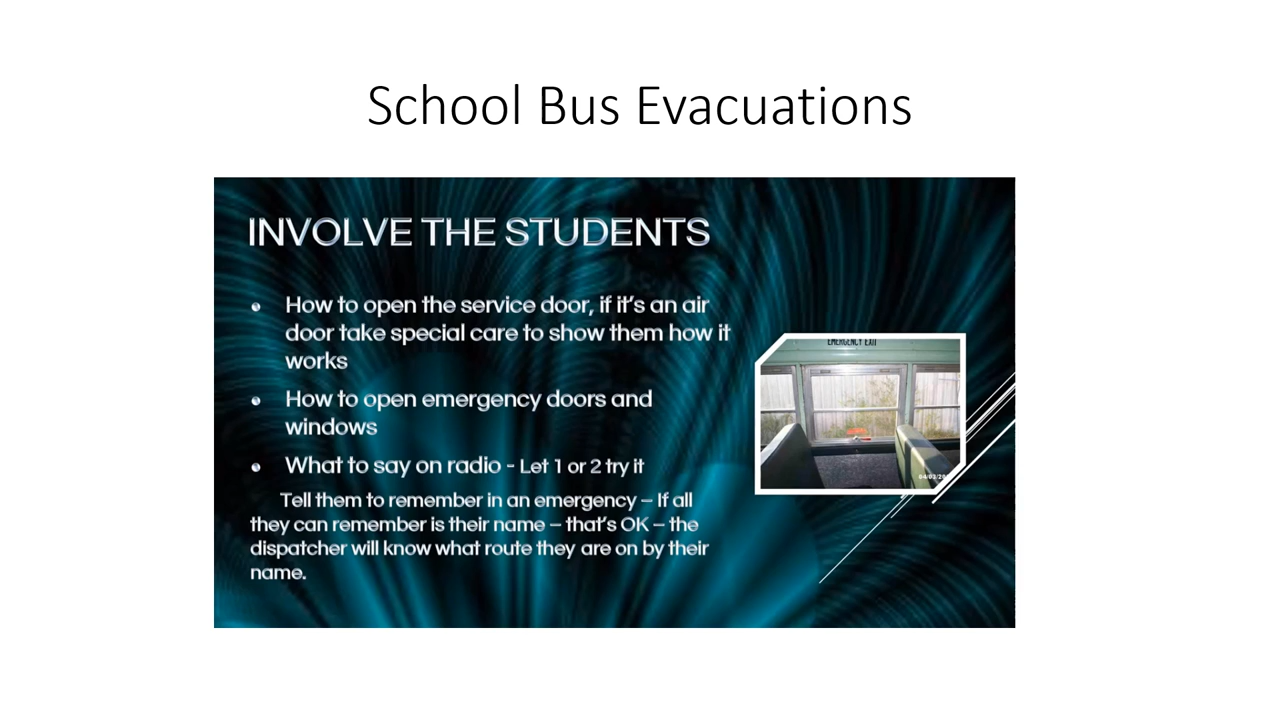 School Bus Evacuations
INVOLVE THE STUDENTS
How to open the service door, if it's an air
door take special care to show them how it
works
How to open emergency doors and
windows
What to say on radio - Let 1 or 2 try it
Tell them to remember in an emergency – If all
they can remember is their name – that's OK – the
dispatcher will know what route they are on by their
name.
EMERGENCY EXIT